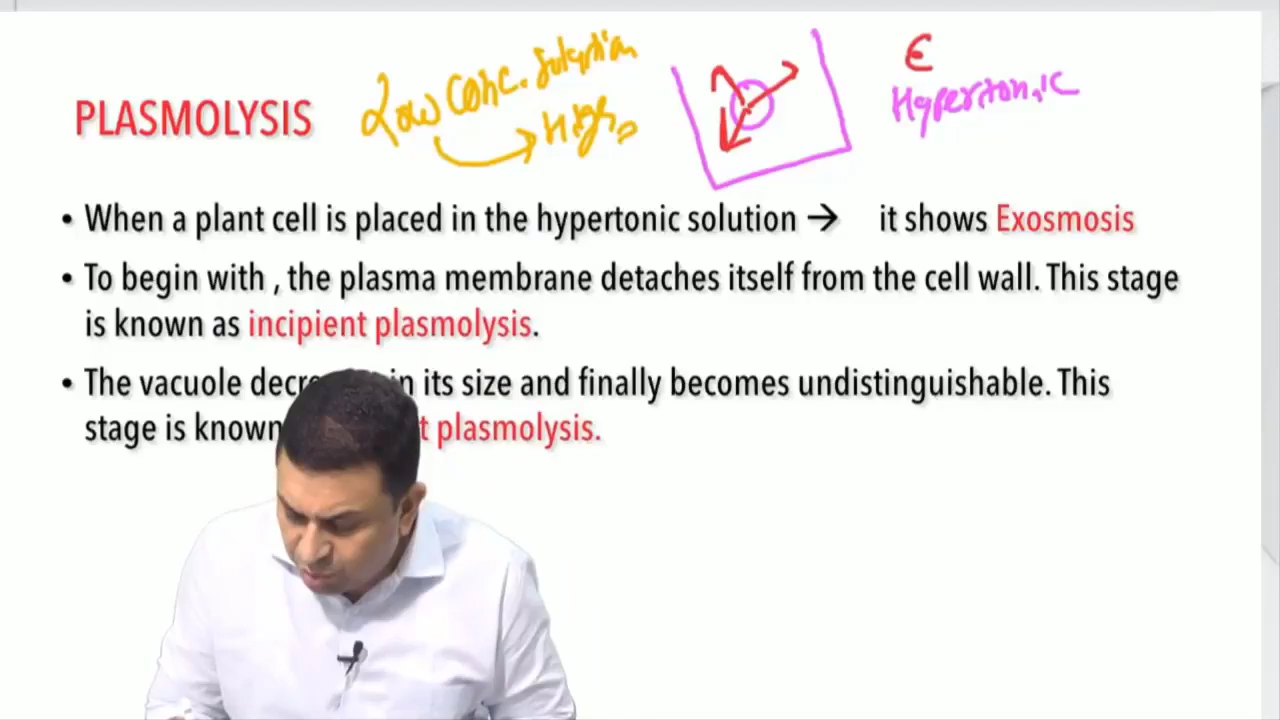 PLASMOLYSIS
Low conc. Solution
High
E
Hypertonic
• When a plant cell is placed in the hypertonic solution → it shows Exosmosis
• To begin with , the plasma membrane detaches itself from the cell wall. This stage
is known as incipient plasmolysis.
• The vacuole in its size and finally becomes undistinguishable. This
stage is known plasmolysis.